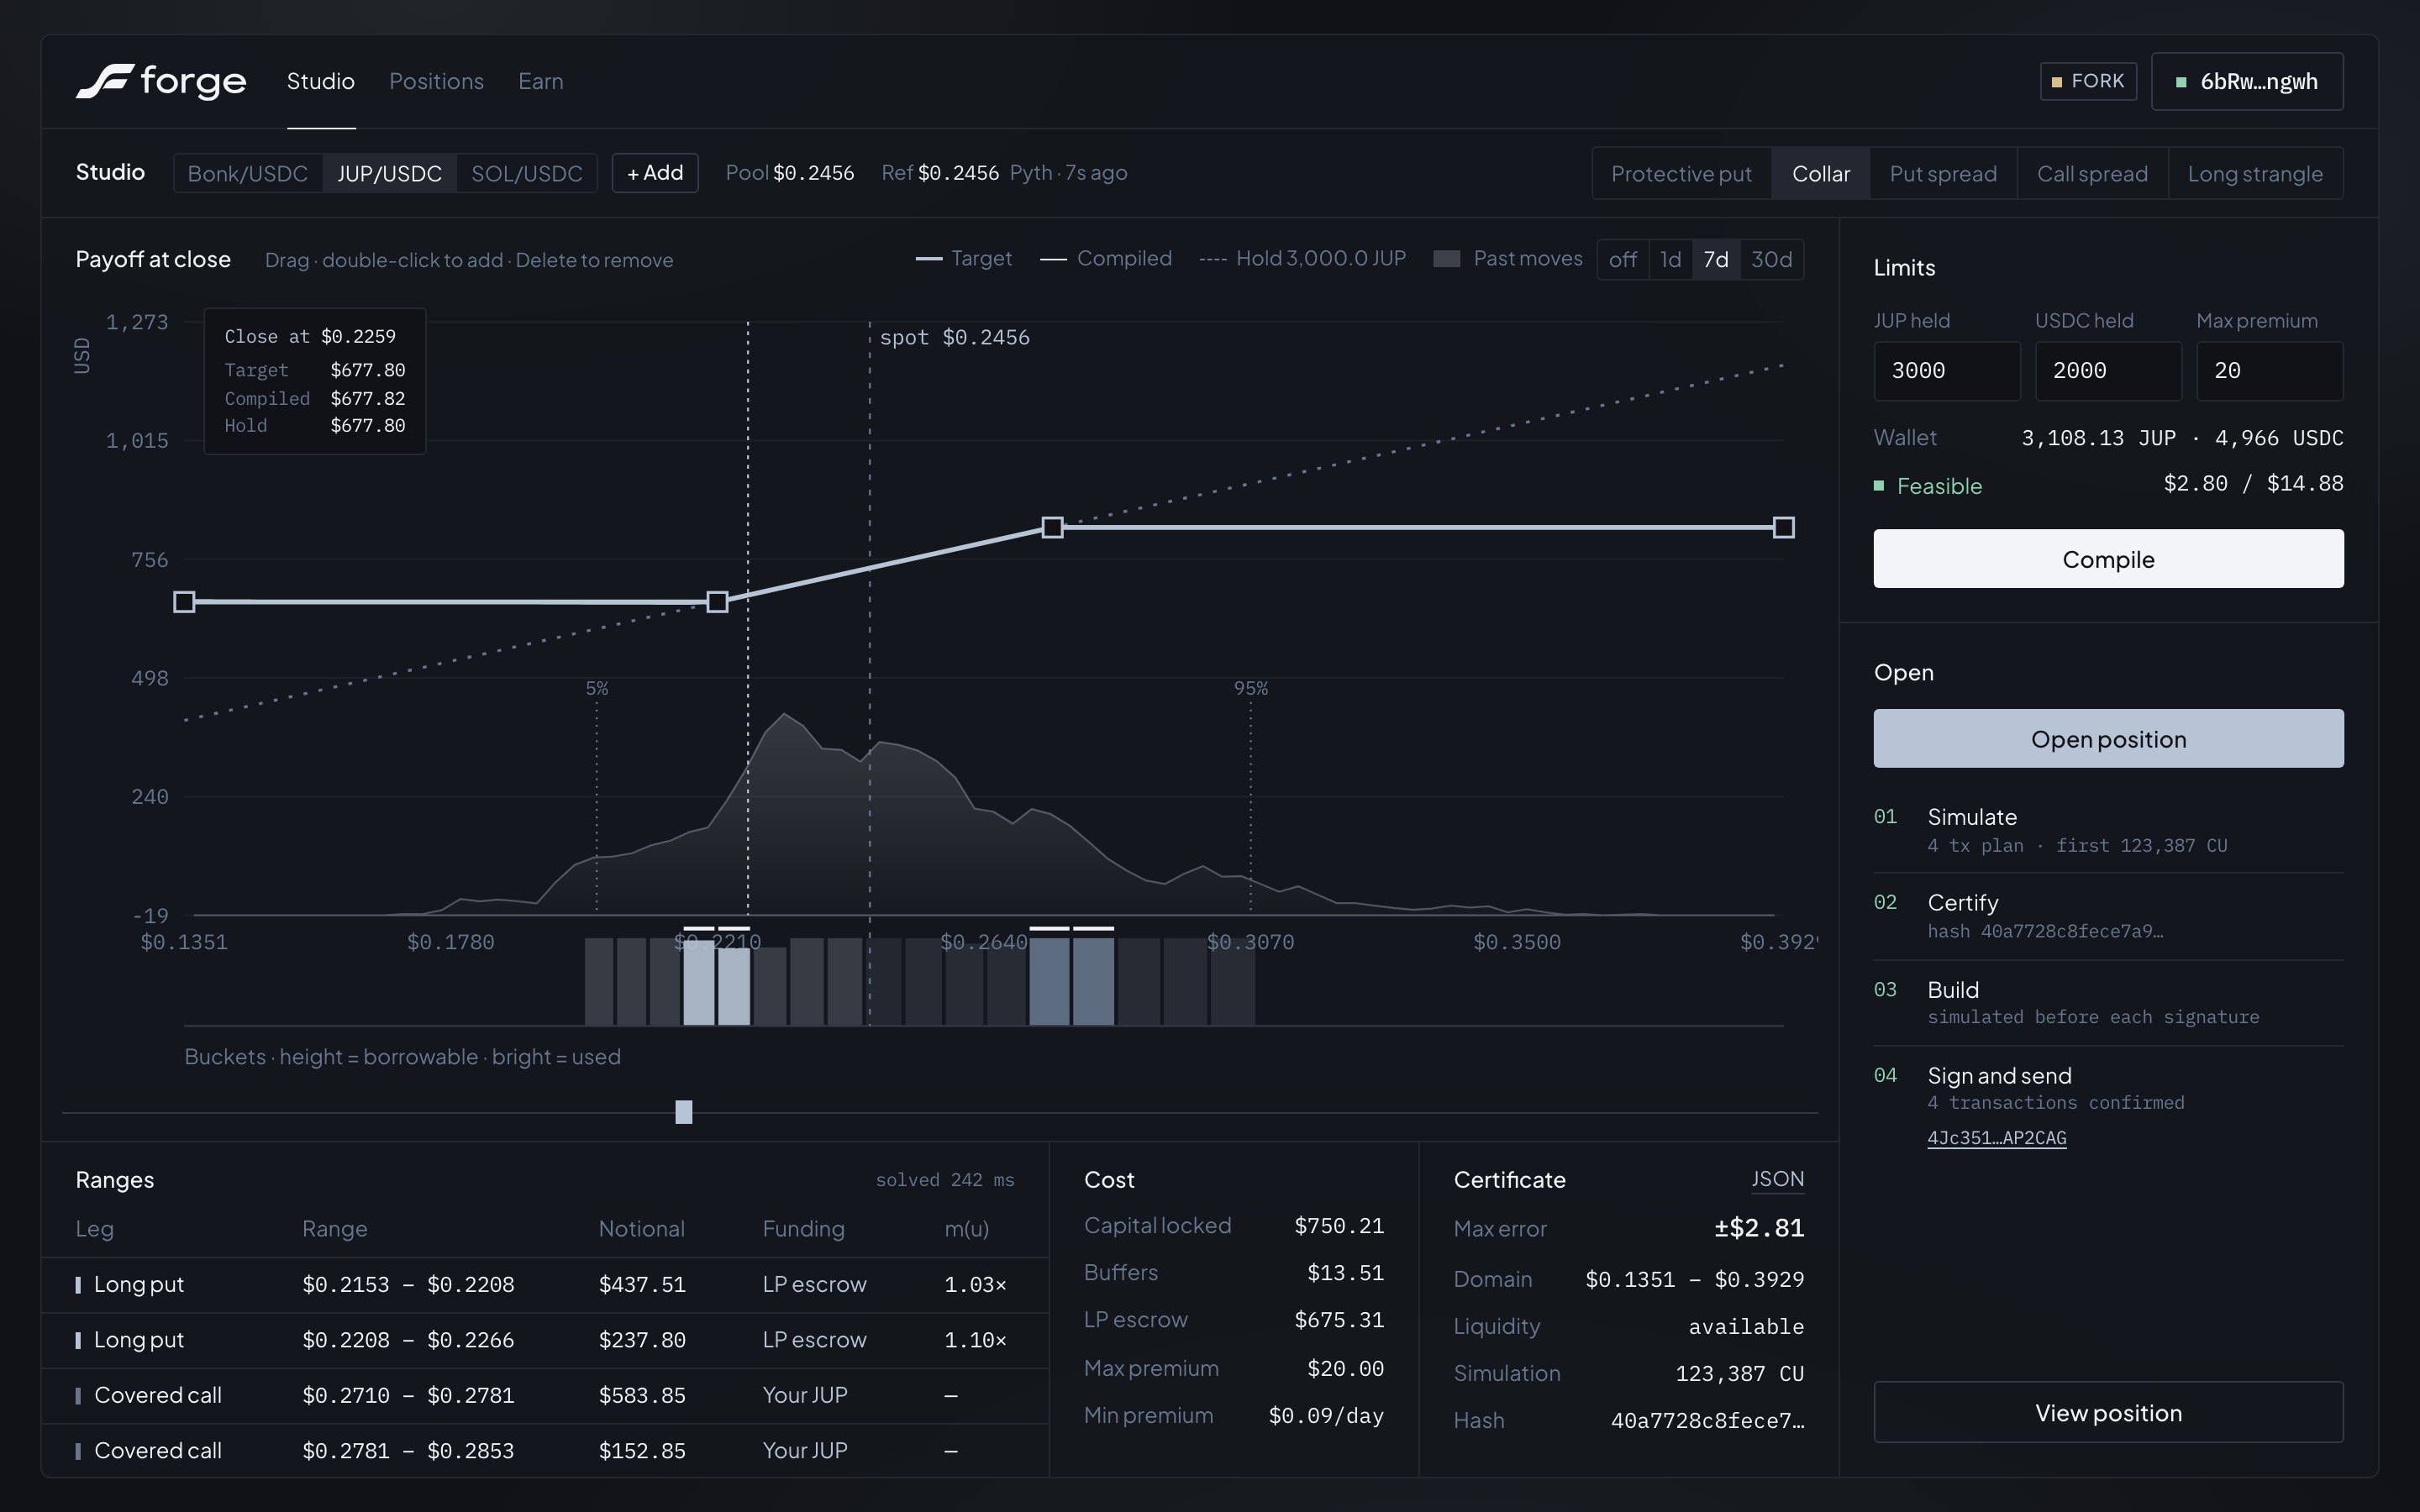 forge Studio Positions Earn FORK 6bRw…ngwh
Studio Bonk/USDC JUP/USDC SOL/USDC + Add Pool $0.2456 Ref $0.2456 Pyth · 7s ago Protective put Collar Put spread Call spread Long strangle
Payoff at close Drag · double-click to add · Delete to remove Target Compiled Hold 3,000.0 JUP Past moves off 1d 7d 30d
USD
1,273
1,015
756
498
240
-19
Close at $0.2259
Target $677.80
Compiled $677.82
Hold $677.80
spot $0.2456
5% 95%
$0.1351 $0.1780 $0.2210 $0.2640 $0.3070 $0.3500 $0.392
Buckets · height = borrowable · bright = used
Limits
JUP held USDC held Max premium
3000 2000 20
Wallet 3,108.13 JUP · 4,966 USDC
Feasible $2.80 / $14.88
Compile
Open
Open position
01 Simulate
4 tx plan · first 123,387 CU
02 Certify
hash 40a7728c8fece7a9…
03 Build
simulated before each signature
04 Sign and send
4 transactions confirmed
4Jc351…AP2CAG
View position
Ranges solved 242 ms
Leg Range Notional Funding m(u)
Long put $0.2153 – $0.2208 $437.51 LP escrow 1.03×
Long put $0.2208 – $0.2266 $237.80 LP escrow 1.10×
Covered call $0.2710 – $0.2781 $583.85 Your JUP —
Covered call $0.2781 – $0.2853 $152.85 Your JUP —
Cost
Capital locked $750.21
Buffers $13.51
LP escrow $675.31
Max premium $20.00
Min premium $0.09/day
Certificate JSON
Max error ±$2.81
Domain $0.1351 – $0.3929
Liquidity available
Simulation 123,387 CU
Hash 40a7728c8fece7…